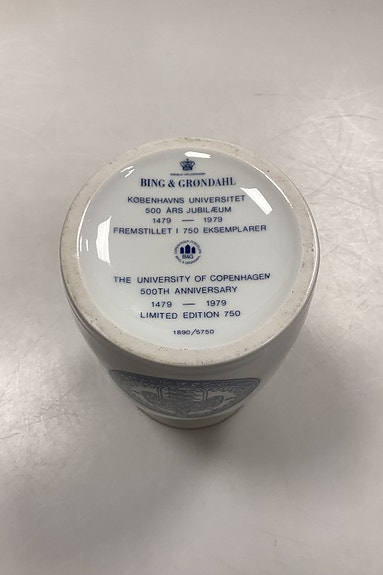 BING & GRØNDAHL
KØBENHAVNS UNIVERSITET
500 ÅRS JUBILÆUM
1479 — 1979
FREMSTILLET I 750 EKSEMPLARER
B&G
THE UNIVERSITY OF COPENHAGEN
500TH ANNIVERSARY
1479 — 1979
LIMITED EDITION 750
1890/5750